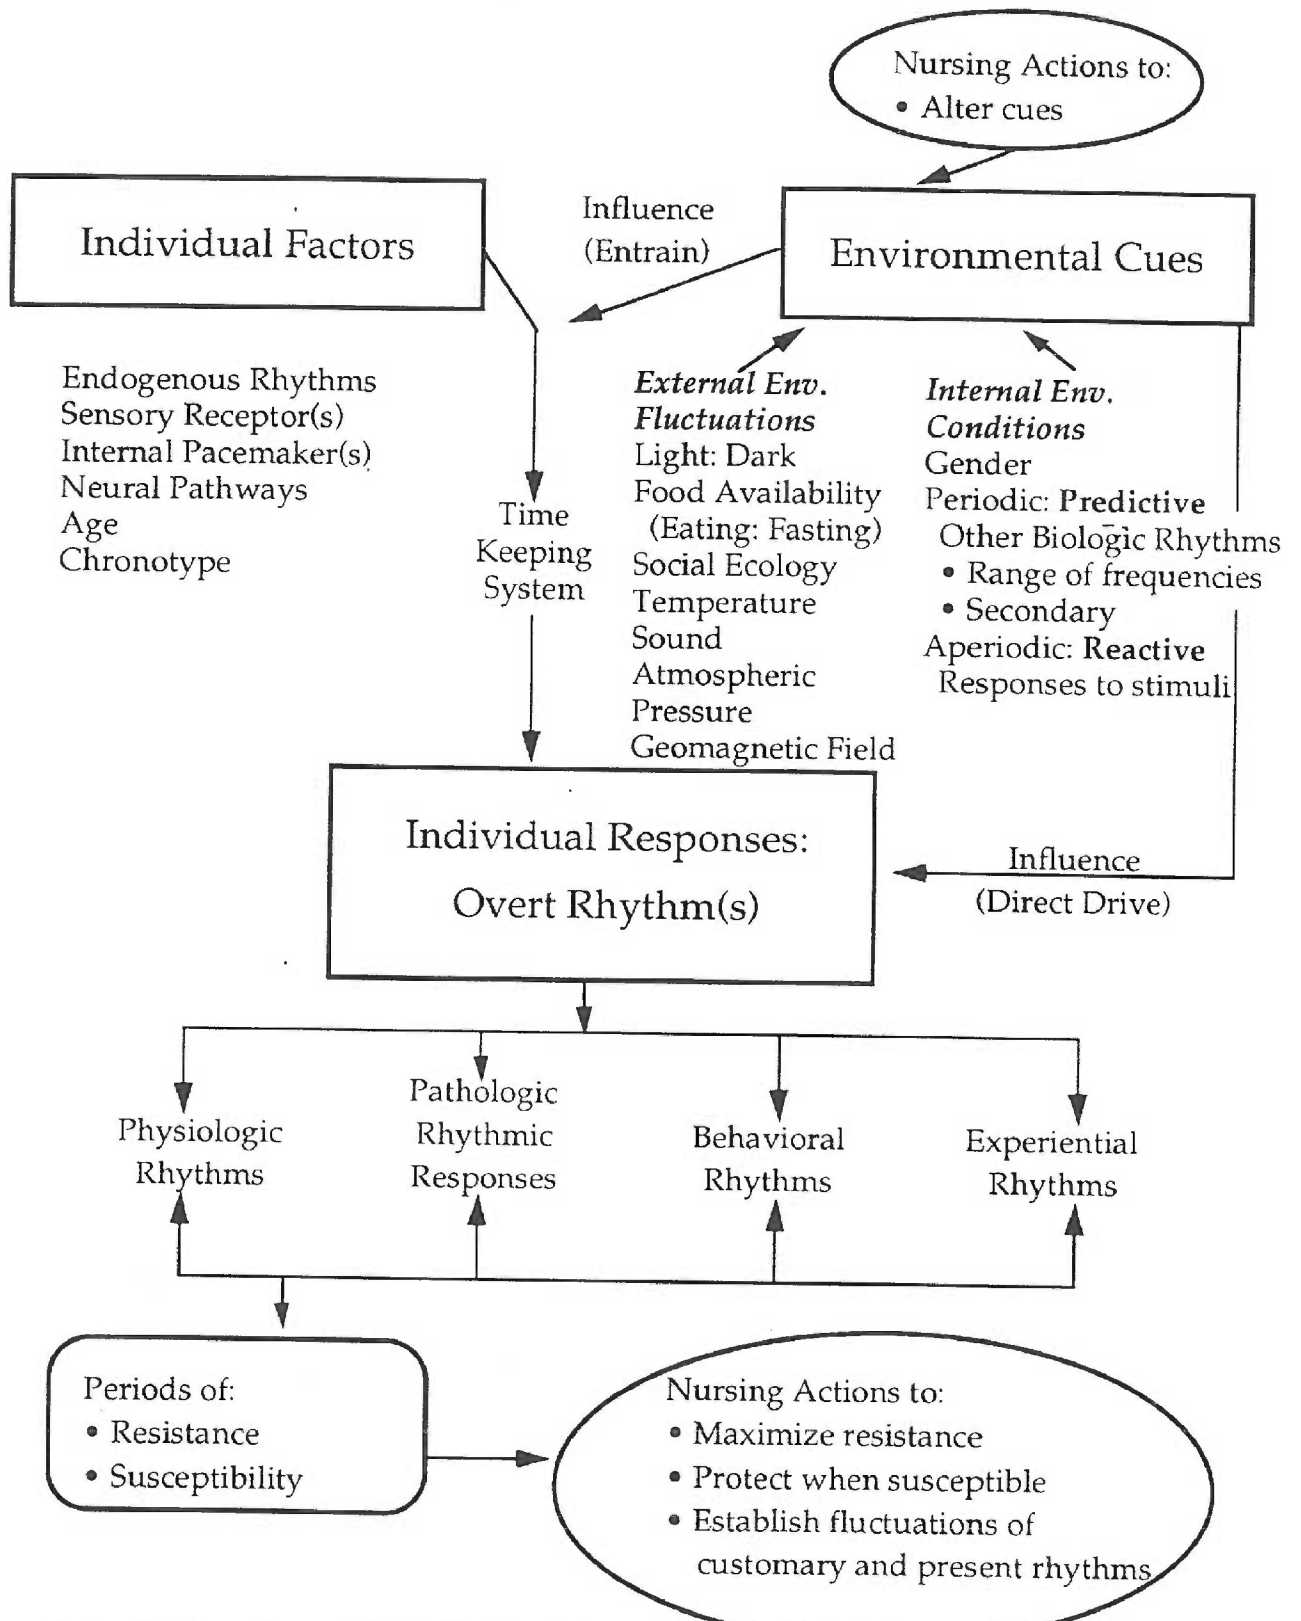 Nursing Actions to:
• Alter cues
Individual Factors
Influence
(Entrain)
Environmental Cues
Endogenous Rhythms
Sensory Receptor(s)
Internal Pacemaker(s)
Neural Pathways
Age
Chronotype
Time
Keeping
System
External Env.
Fluctuations
Light: Dark
Food Availability
(Eating: Fasting)
Social Ecology
Temperature
Sound
Atmospheric
Pressure
Geomagnetic Field
Internal Env.
Conditions
Gender
Periodic: Predictive
Other Biologic Rhythms
• Range of frequencies
• Secondary
Aperiodic: Reactive
Responses to stimuli
Individual Responses:
Overt Rhythm(s)
Influence
(Direct Drive)
Physiologic
Rhythms
Pathologic
Rhythmic
Responses
Behavioral
Rhythms
Experiential
Rhythms
Periods of:
• Resistance
• Susceptibility
Nursing Actions to:
• Maximize resistance
• Protect when susceptible
• Establish fluctuations of
customary and present rhythms